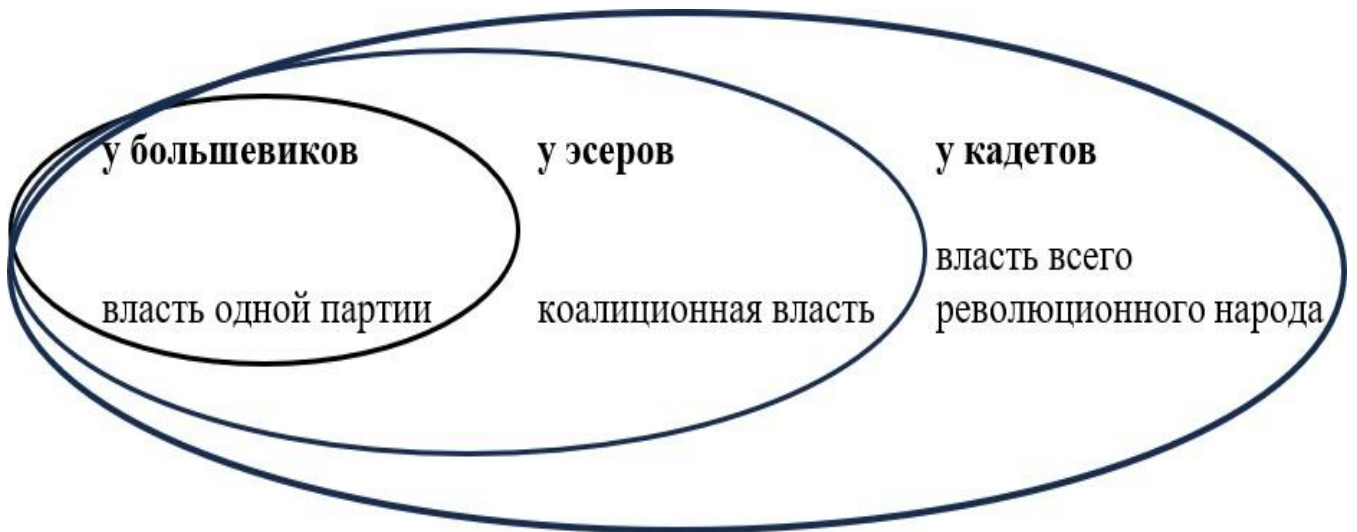 у большевиков
власть одной партии
у эсеров
коалиционная власть
у кадетов
власть всего
революционного народа